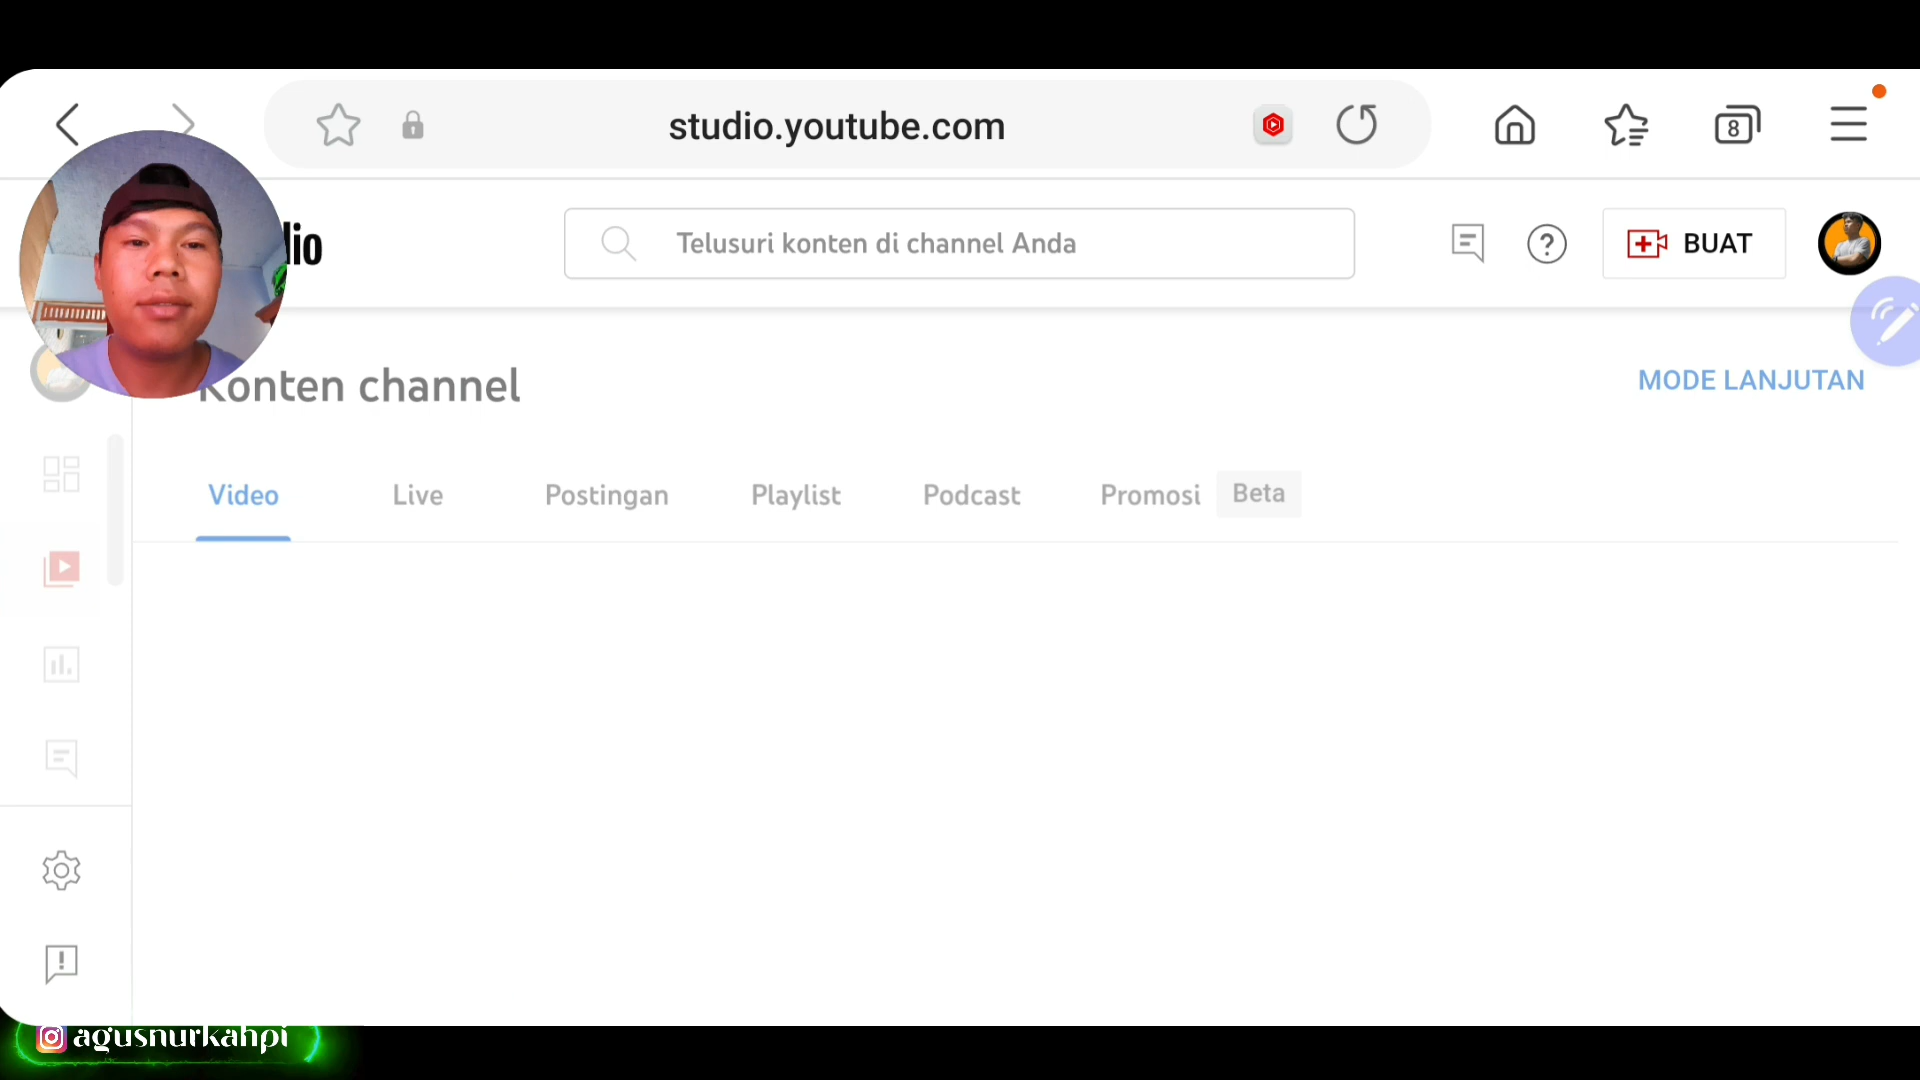 studio.youtube.com
8
Telusuri konten di channel Anda
BUAT
Konten channel
MODE LANJUTAN
Video
Live
Postingan
Playlist
Podcast
Promosi
Beta
agusnurkahpi